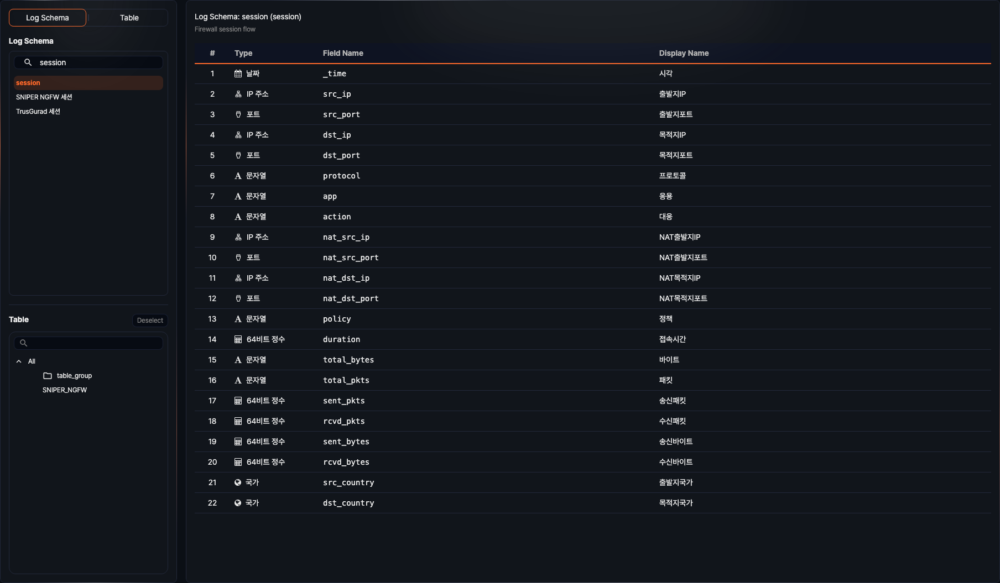 Log Schema
Table
Log Schema
session
session
SNIPER NGFW 세션
TrusGurad 세션
Table
Deselect
All
table_group
SNIPER_NGFW
Log Schema: session (session)
Firewall session flow
# Type Field Name Display Name
1 날짜 _time 시각
2 IP 주소 src_ip 출발지IP
3 포트 src_port 출발지포트
4 IP 주소 dst_ip 목적지IP
5 포트 dst_port 목적지포트
6 문자열 protocol 프로토콜
7 문자열 app 응용
8 문자열 action 대응
9 IP 주소 nat_src_ip NAT출발지IP
10 포트 nat_src_port NAT출발지포트
11 IP 주소 nat_dst_ip NAT목적지IP
12 포트 nat_dst_port NAT목적지포트
13 문자열 policy 정책
14 64비트 정수 duration 접속시간
15 문자열 total_bytes 바이트
16 문자열 total_pkts 패킷
17 64비트 정수 sent_pkts 송신패킷
18 64비트 정수 rcvd_pkts 수신패킷
19 64비트 정수 sent_bytes 송신바이트
20 64비트 정수 rcvd_bytes 수신바이트
21 국가 src_country 출발지국가
22 국가 dst_country 목적지국가